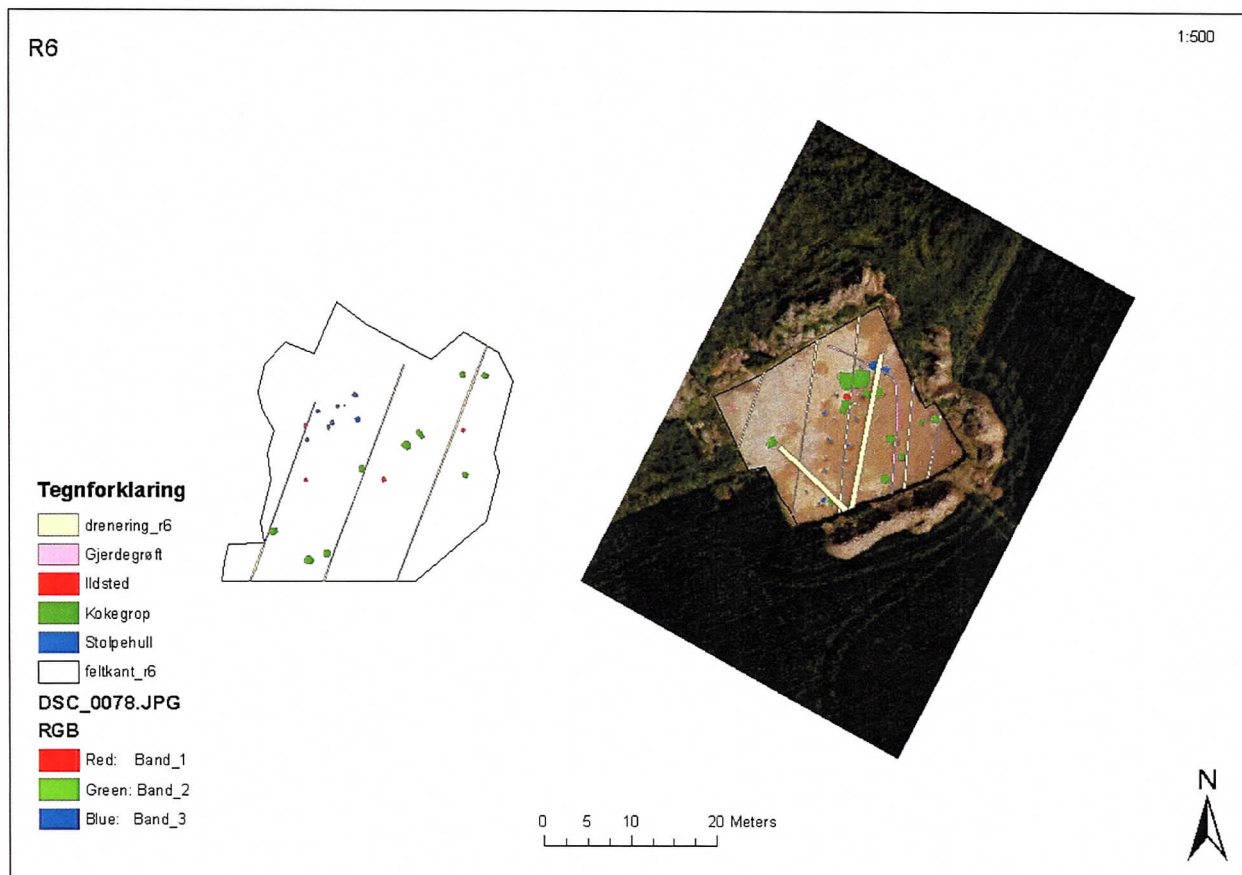 R6
1:500
Tegnforklaring
drenering_r6
Gjerdegrøft
Ildsted
Kokegrop
Stolpehull
feltkant_r6
DSC_0078.JPG
RGB
Red: Band_1
Green: Band_2
Blue: Band_3
0 5 10 20 Meters
N